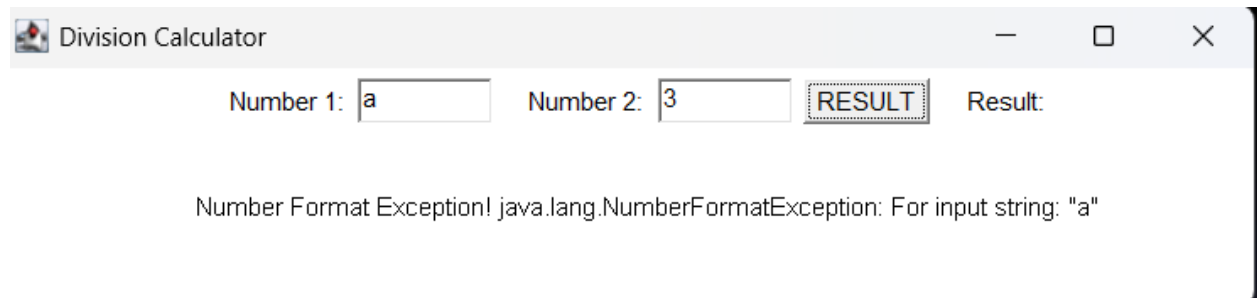 Division Calculator
Number 1: a Number 2: 3 RESULT Result:
Number Format Exception! java.lang.NumberFormatException: For input string: "a"